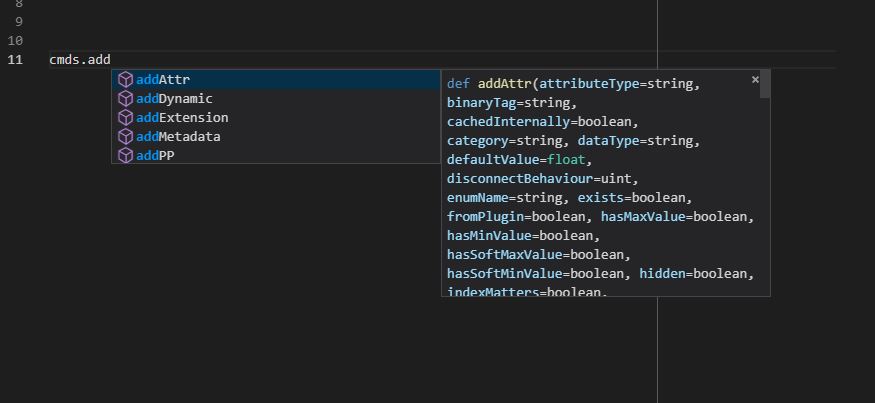 8
9
10
11 cmds.add
addAttr
addDynamic
addExtension
addMetadata
addPP
def addAttr(attributeType=string,
binaryTag=string,
cachedInternally=boolean,
category=string, dataType=string,
defaultValue=float,
disconnectBehaviour=uint,
enumName=string, exists=boolean,
fromPlugin=boolean, hasMaxValue=boolean,
hasMinValue=boolean,
hasSoftMaxValue=boolean,
hasSoftMinValue=boolean, hidden=boolean,
indexMatters=boolean,